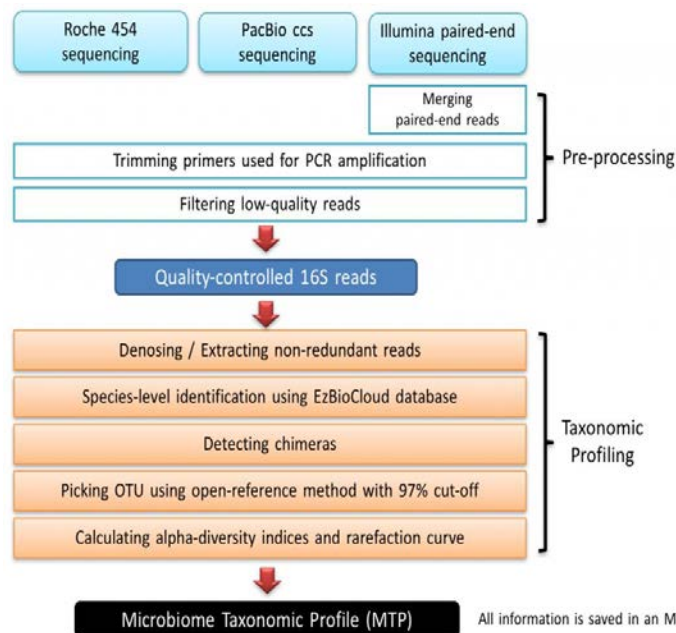 Roche 454
sequencing
PacBio ccs
sequencing
Illumina paired-end
sequencing
Merging
paired-end reads
Trimming primers used for PCR amplification
Filtering low-quality reads
Pre-processing
Quality-controlled 16S reads
Denosing / Extracting non-redundant reads
Species-level identification using EzBioCloud database
Detecting chimeras
Picking OTU using open-reference method with 97% cut-off
Calculating alpha-diversity indices and rarefaction curve
Taxonomic
Profiling
Microbiome Taxonomic Profile (MTP)
All information is saved in an M